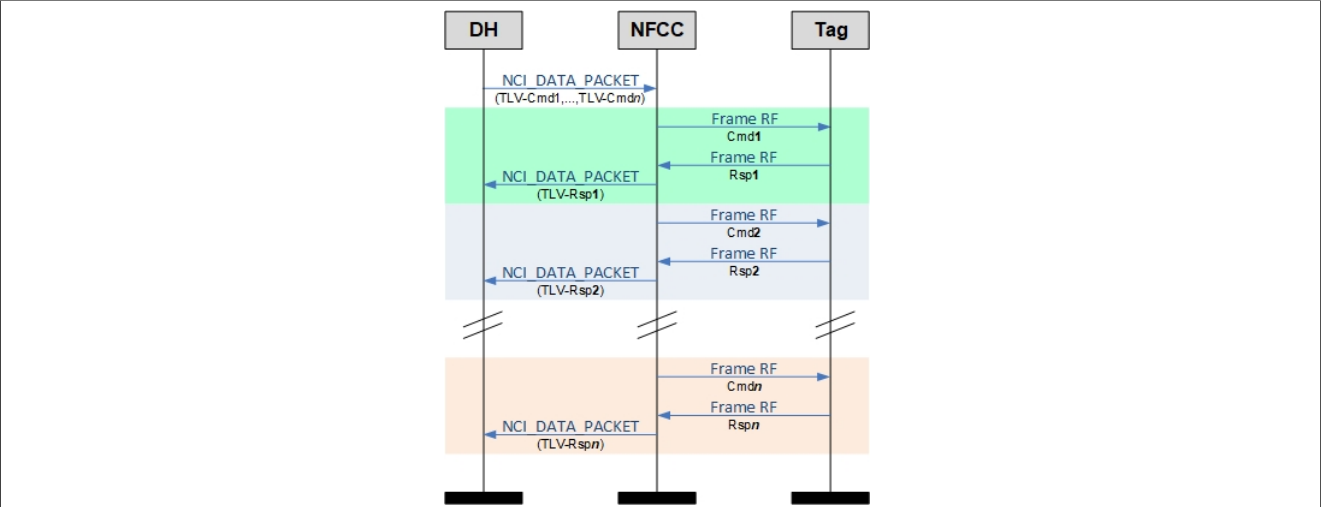 DH NFCC Tag
NCI_DATA_PACKET
(TLV-Cmd1,...,TLV-Cmdn)
Frame RF
Cmd1
Frame RF
Rsp1
NCI_DATA_PACKET
(TLV-Rsp1)
Frame RF
Cmd2
Frame RF
Rsp2
NCI_DATA_PACKET
(TLV-Rsp2)
Frame RF
Cmdn
Frame RF
Rspn
NCI_DATA_PACKET
(TLV-Rspn)